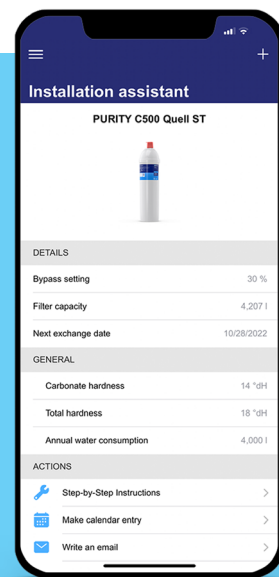 Installation assistant
PURITY C500 Quell ST
DETAILS
Bypass setting 30 %
Filter capacity 4,207 l
Next exchange date 10/28/2022
GENERAL
Carbonate hardness 14 °dH
Total hardness 18 °dH
Annual water consumption 4,000 l
ACTIONS
Step-by-Step Instructions
Make calendar entry
Write an email